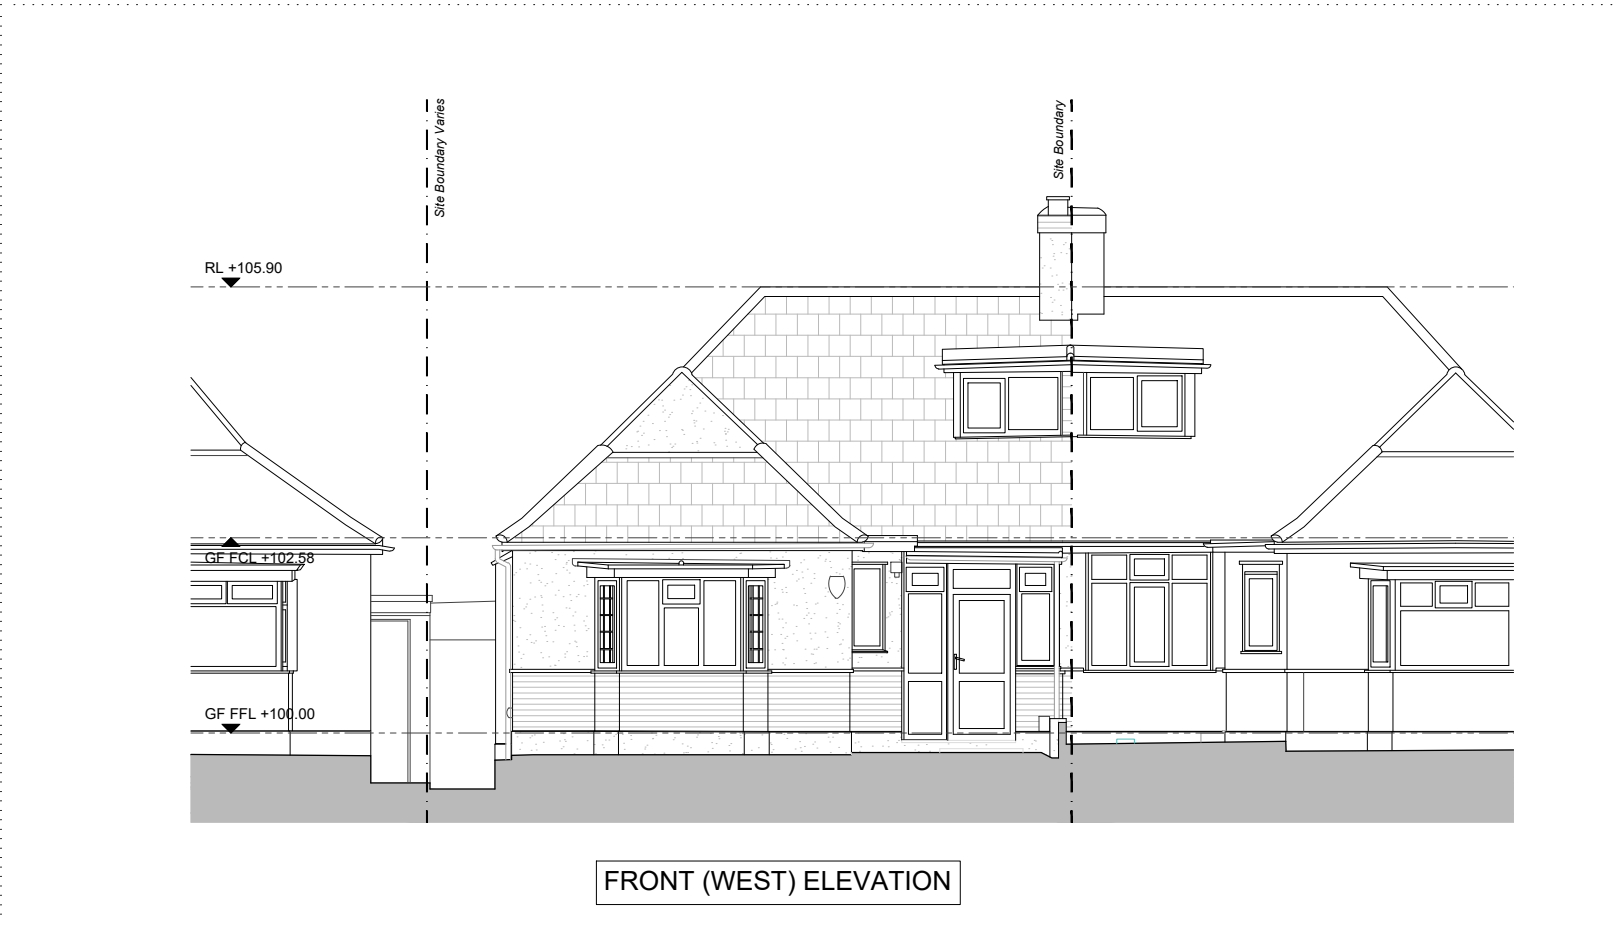 Site Boundary Varies
Site Boundary
RL +105.90
GF FCL +102.58
GF FFL +100.00
FRONT (WEST) ELEVATION